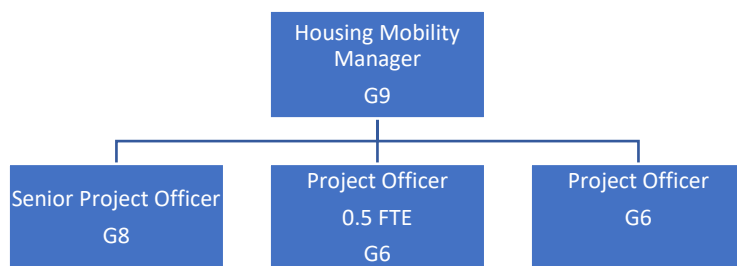 Housing Mobility
Manager
G9
Senior Project Officer
G8
Project Officer
0.5 FTE
G6
Project Officer
G6